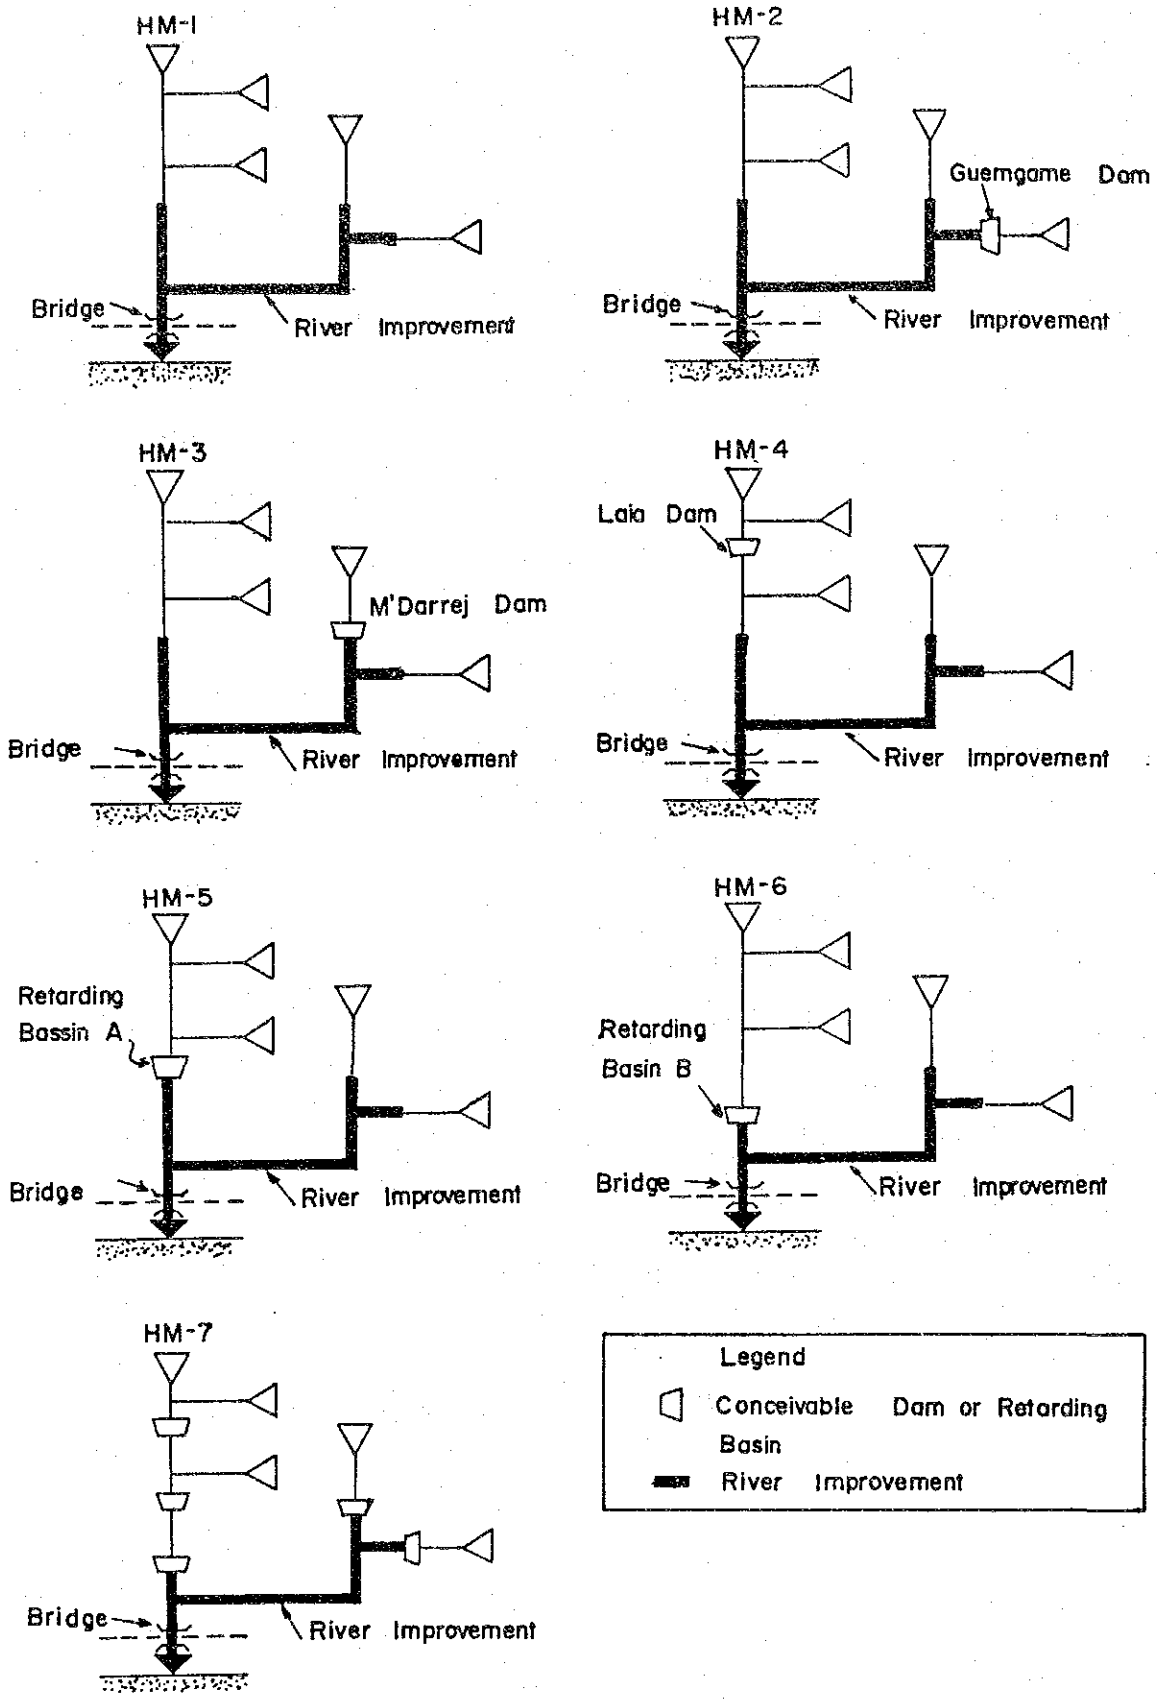 HM-1
Bridge
River Improvement
HM-2
Guemgame Dam
Bridge
River Improvement
HM-3
M'Darrej Dam
Bridge
River Improvement
HM-4
Laia Dam
Bridge
River Improvement
HM-5
Retarding
Bassin A
Bridge
River Improvement
HM-6
Retarding
Basin B
Bridge
River Improvement
HM-7
Bridge
River Improvement
Legend
Conceivable Dam or Retarding
Basin
River Improvement